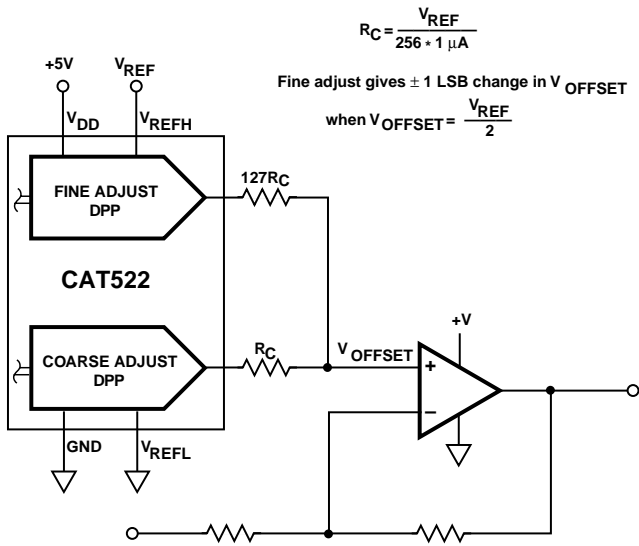 R_C = V_REF / 256 * 1 μA
Fine adjust gives ± 1 LSB change in V_OFFSET
when V_OFFSET = V_REF / 2
+5V
V_REF
V_DD
V_REFH
FINE ADJUST
DPP
127R_C
CAT522
COARSE ADJUST
DPP
R_C
V_OFFSET
+V
+
−
GND
V_REFL